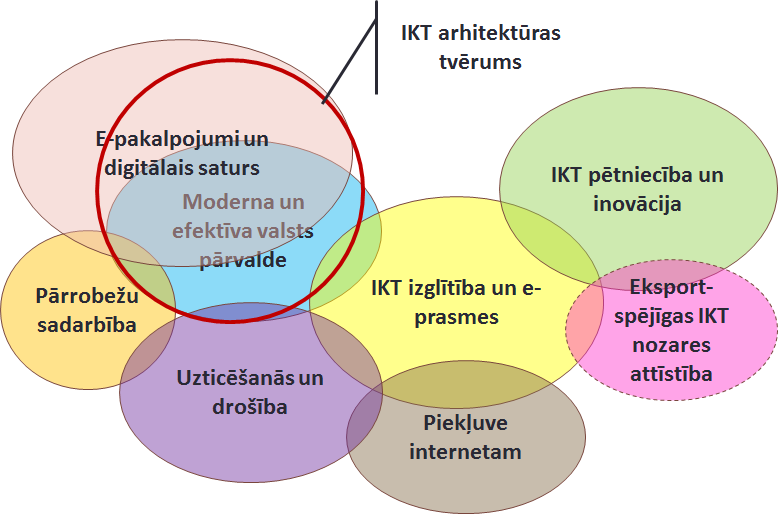 IKT arhitektūras
tvērums
E-pakalpojumi un
digitālais saturs
Moderna un
efektīva valsts
pārvalde
IKT pētniecība un
inovācija
Pārrobežu
sadarbība
IKT izglītība un e-
prasmes
Eksport-
spējīgas IKT
nozares
attīstība
Uzticēšanās un
drošība
Piekļuve
internetam